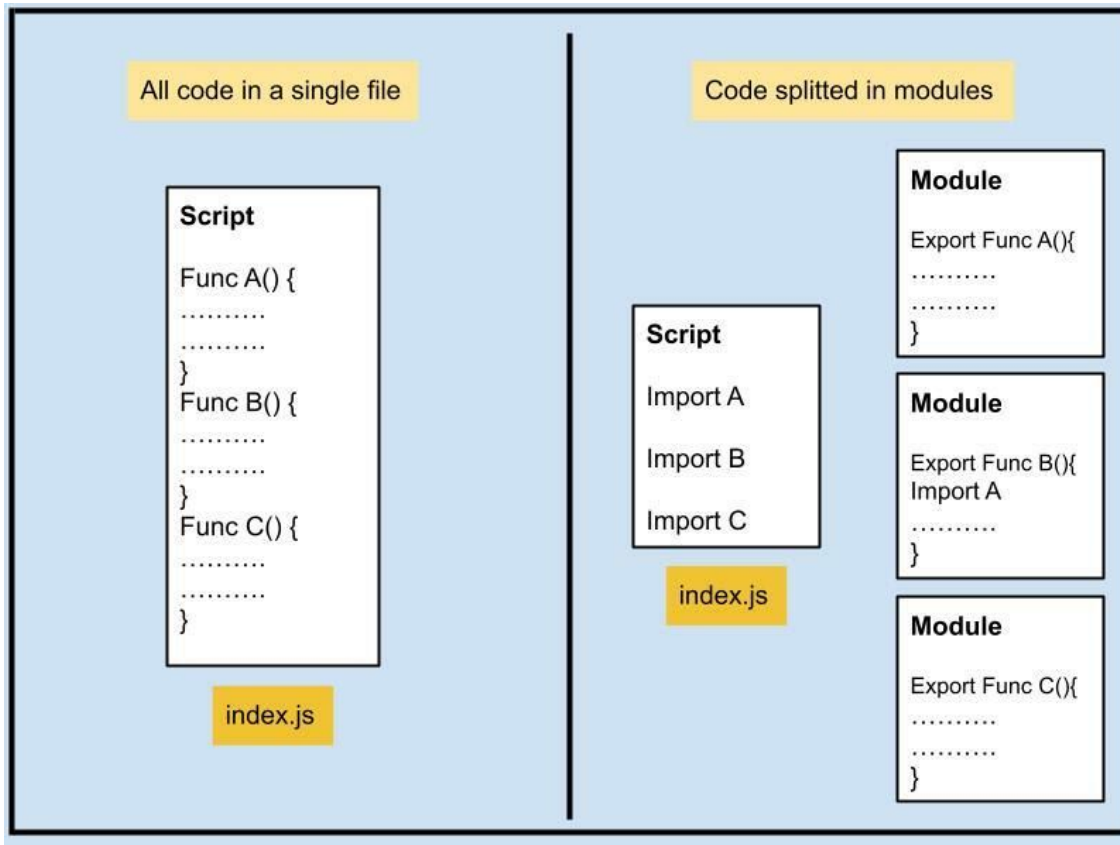 All code in a single file
Script
Func A() {
……….
……….
}
Func B() {
……….
……….
}
Func C() {
……….
……….
}
index.js
Code splitted in modules
Script
Import A
Import B
Import C
index.js
Module
Export Func A(){
……….
……….
}
Module
Export Func B(){
Import A
……….
}
Module
Export Func C(){
……….
……….
}